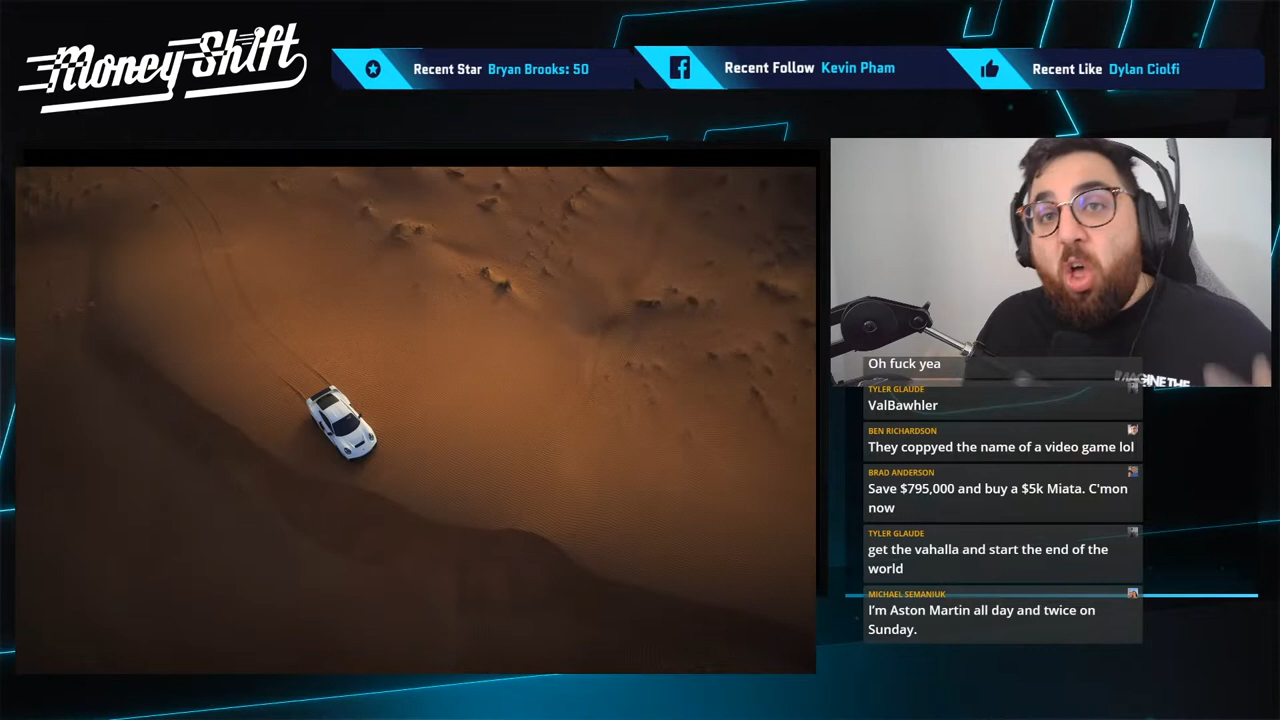 Money Shift
Recent Star Bryan Brooks: 50
Recent Follow Kevin Pham
Recent Like Dylan Ciolfi
IMAGINE THE
Oh fuck yea
TYLER GLAUDE
ValBawhler
BEN RICHARDSON
They coppyed the name of a video game lol
BRAD ANDERSON
Save $795,000 and buy a $5k Miata. C'mon
now
TYLER GLAUDE
get the vahalla and start the end of the
world
MICHAEL SEMANIUK
I'm Aston Martin all day and twice on
Sunday.